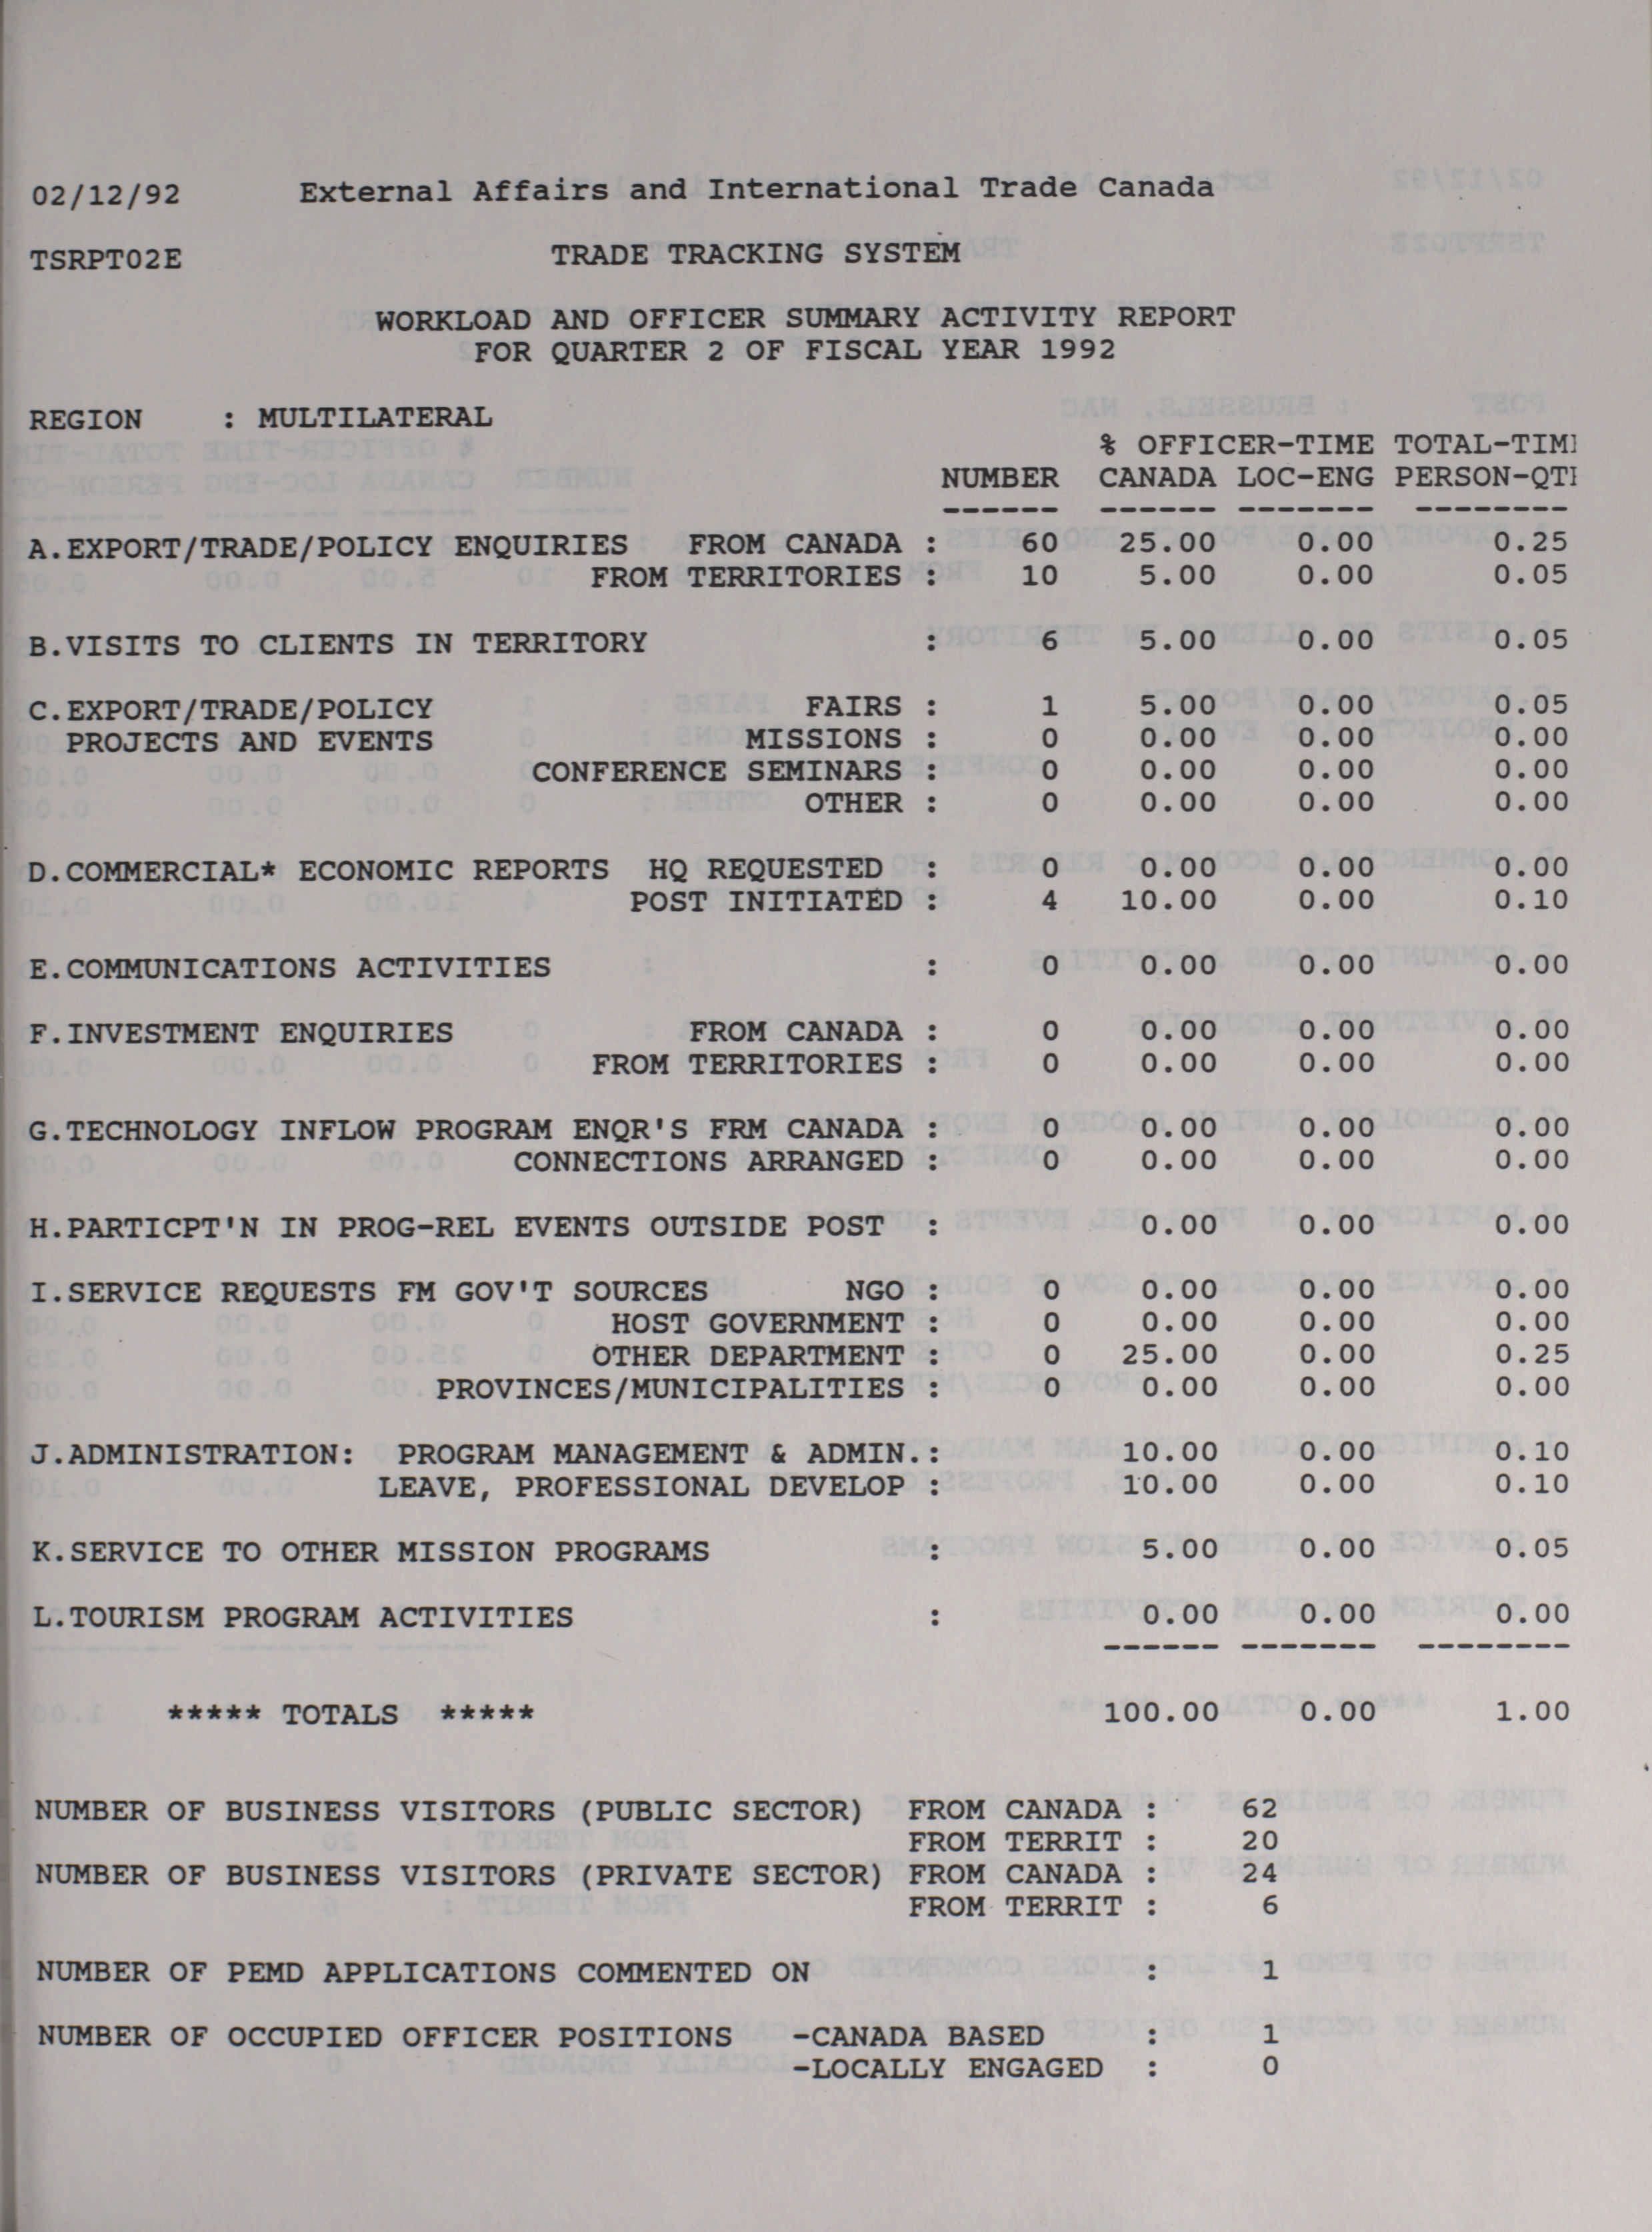 02/12/92 External Affairs and International Trade Canada
TSRPT02E TRADE TRACKING SYSTEM
WORKLOAD AND OFFICER SUMMARY ACTIVITY REPORT
FOR QUARTER 2 OF FISCAL YEAR 1992
REGION : MULTILATERAL
% OFFICER-TIME TOTAL-TIM
NUMBER CANADA LOC-ENG PERSON-QT
------ ------ ------- --------
A.EXPORT/TRADE/POLICY ENQUIRIES FROM CANADA : 60 25.00 0.00 0.25
FROM TERRITORIES : 10 5.00 0.00 0.05
B.VISITS TO CLIENTS IN TERRITORY : 6 5.00 0.00 0.05
C.EXPORT/TRADE/POLICY FAIRS : 1 5.00 0.00 0.05
PROJECTS AND EVENTS MISSIONS : 0 0.00 0.00 0.00
CONFERENCE SEMINARS : 0 0.00 0.00 0.00
OTHER : 0 0.00 0.00 0.00
D.COMMERCIAL* ECONOMIC REPORTS HQ REQUESTED : 0 0.00 0.00 0.00
POST INITIATED : 4 10.00 0.00 0.10
E.COMMUNICATIONS ACTIVITIES : 0 0.00 0.00 0.00
F.INVESTMENT ENQUIRIES FROM CANADA : 0 0.00 0.00 0.00
FROM TERRITORIES : 0 0.00 0.00 0.00
G.TECHNOLOGY INFLOW PROGRAM ENQR'S FRM CANADA : 0 0.00 0.00 0.00
CONNECTIONS ARRANGED : 0 0.00 0.00 0.00
H.PARTICPT'N IN PROG-REL EVENTS OUTSIDE POST : 0.00 0.00 0.00
I.SERVICE REQUESTS FM GOV'T SOURCES NGO : 0 0.00 0.00 0.00
HOST GOVERNMENT : 0 0.00 0.00 0.00
OTHER DEPARTMENT : 0 25.00 0.00 0.25
PROVINCES/MUNICIPALITIES : 0 0.00 0.00 0.00
J.ADMINISTRATION: PROGRAM MANAGEMENT & ADMIN.: 10.00 0.00 0.10
LEAVE, PROFESSIONAL DEVELOP : 10.00 0.00 0.10
K.SERVICE TO OTHER MISSION PROGRAMS : 5.00 0.00 0.05
L.TOURISM PROGRAM ACTIVITIES : 0.00 0.00 0.00
------ ------- --------
***** TOTALS ***** 100.00 0.00 1.00
NUMBER OF BUSINESS VISITORS (PUBLIC SECTOR) FROM CANADA : 62
FROM TERRIT : 20
NUMBER OF BUSINESS VISITORS (PRIVATE SECTOR) FROM CANADA : 24
FROM TERRIT : 6
NUMBER OF PEMD APPLICATIONS COMMENTED ON : 1
NUMBER OF OCCUPIED OFFICER POSITIONS -CANADA BASED : 1
-LOCALLY ENGAGED : 0